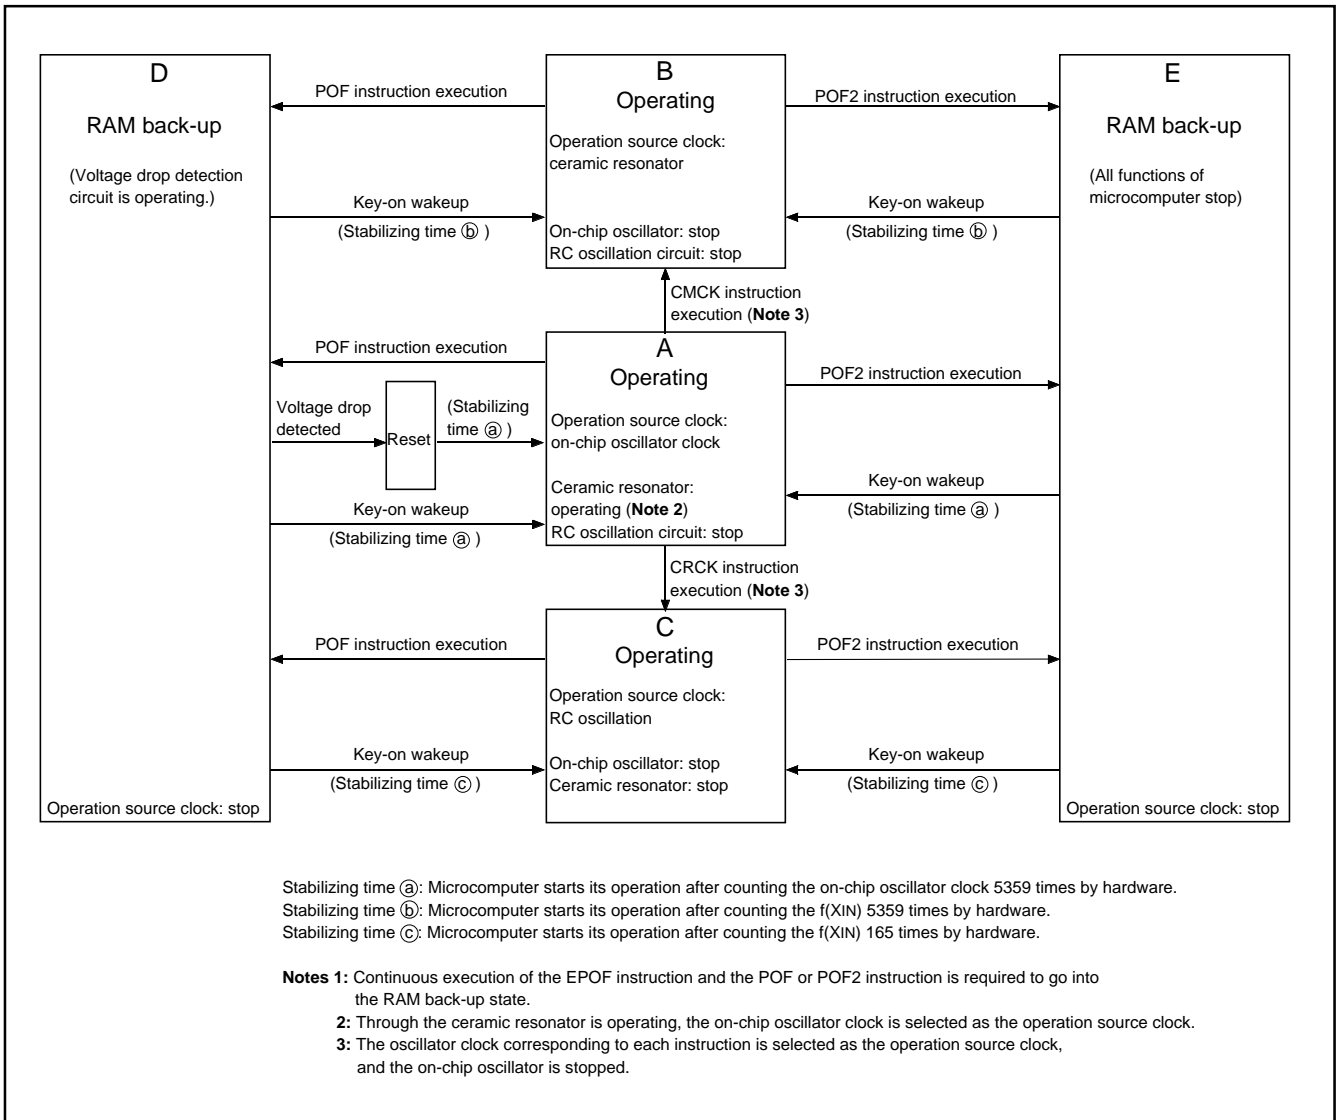 D
RAM back-up
(Voltage drop detection
circuit is operating.)
Operation source clock: stop
POF instruction execution
Key-on wakeup
(Stabilizing time ⓑ )
B
Operating
Operation source clock:
ceramic resonator
On-chip oscillator: stop
RC oscillation circuit: stop
POF2 instruction execution
Key-on wakeup
(Stabilizing time ⓑ )
E
RAM back-up
(All functions of
microcomputer stop)
Operation source clock: stop
CMCK instruction
execution (Note 3)
POF instruction execution
Voltage drop
detected
Reset
(Stabilizing
time ⓐ )
Key-on wakeup
(Stabilizing time ⓐ )
A
Operating
Operation source clock:
on-chip oscillator clock
Ceramic resonator:
operating (Note 2)
RC oscillation circuit: stop
POF2 instruction execution
Key-on wakeup
(Stabilizing time ⓐ )
CRCK instruction
execution (Note 3)
POF instruction execution
Key-on wakeup
(Stabilizing time ⓒ )
C
Operating
Operation source clock:
RC oscillation
On-chip oscillator: stop
Ceramic resonator: stop
POF2 instruction execution
Key-on wakeup
(Stabilizing time ⓒ )
Stabilizing time ⓐ: Microcomputer starts its operation after counting the on-chip oscillator clock 5359 times by hardware.
Stabilizing time ⓑ: Microcomputer starts its operation after counting the f(XIN) 5359 times by hardware.
Stabilizing time ⓒ: Microcomputer starts its operation after counting the f(XIN) 165 times by hardware.
Notes 1: Continuous execution of the EPOF instruction and the POF or POF2 instruction is required to go into
the RAM back-up state.
2: Through the ceramic resonator is operating, the on-chip oscillator clock is selected as the operation source clock.
3: The oscillator clock corresponding to each instruction is selected as the operation source clock,
and the on-chip oscillator is stopped.